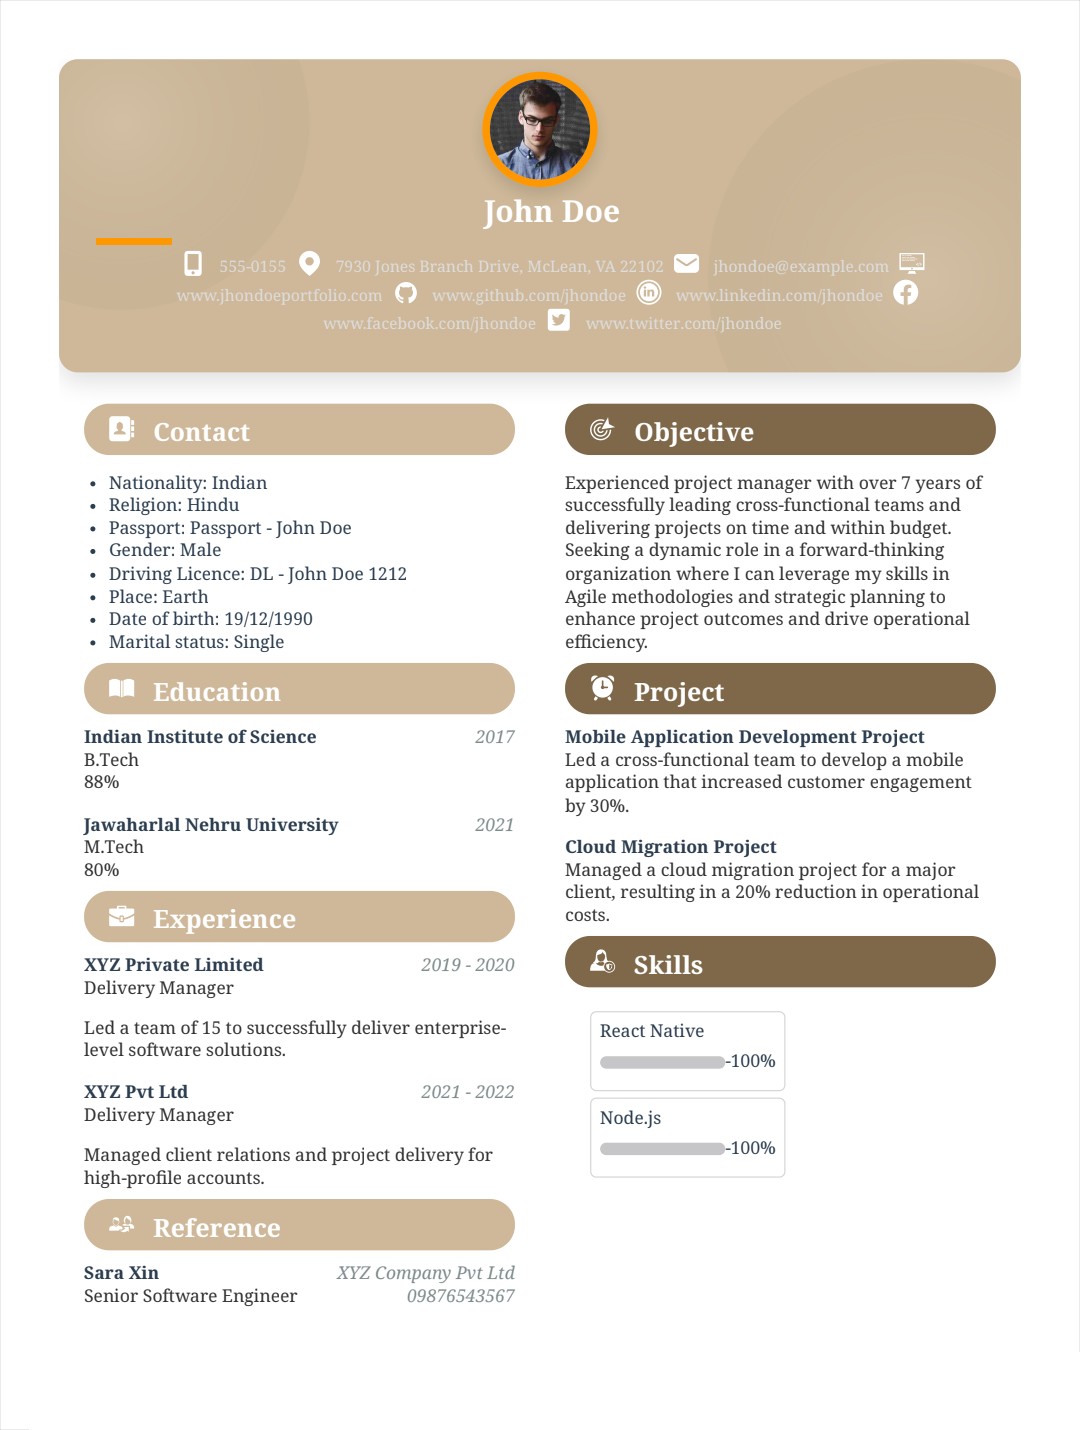 John Doe
555-0155 7930 Jones Branch Drive, McLean, VA 22102 jhondoe@example.com
www.jhondoeportfolio.com www.github.com/jhondoe www.linkedin.com/jhondoe
www.facebook.com/jhondoe www.twitter.com/jhondoe
Contact
• Nationality: Indian
• Religion: Hindu
• Passport: Passport - John Doe
• Gender: Male
• Driving Licence: DL - John Doe 1212
• Place: Earth
• Date of birth: 19/12/1990
• Marital status: Single
Education
Indian Institute of Science 2017
B.Tech
88%
Jawaharlal Nehru University 2021
M.Tech
80%
Experience
XYZ Private Limited 2019 - 2020
Delivery Manager
Led a team of 15 to successfully deliver enterprise-
level software solutions.
XYZ Pvt Ltd 2021 - 2022
Delivery Manager
Managed client relations and project delivery for
high-profile accounts.
Reference
Sara Xin XYZ Company Pvt Ltd
Senior Software Engineer 09876543567
Objective
Experienced project manager with over 7 years of
successfully leading cross-functional teams and
delivering projects on time and within budget.
Seeking a dynamic role in a forward-thinking
organization where I can leverage my skills in
Agile methodologies and strategic planning to
enhance project outcomes and drive operational
efficiency.
Project
Mobile Application Development Project
Led a cross-functional team to develop a mobile
application that increased customer engagement
by 30%.
Cloud Migration Project
Managed a cloud migration project for a major
client, resulting in a 20% reduction in operational
costs.
Skills
React Native
-100%
Node.js
-100%